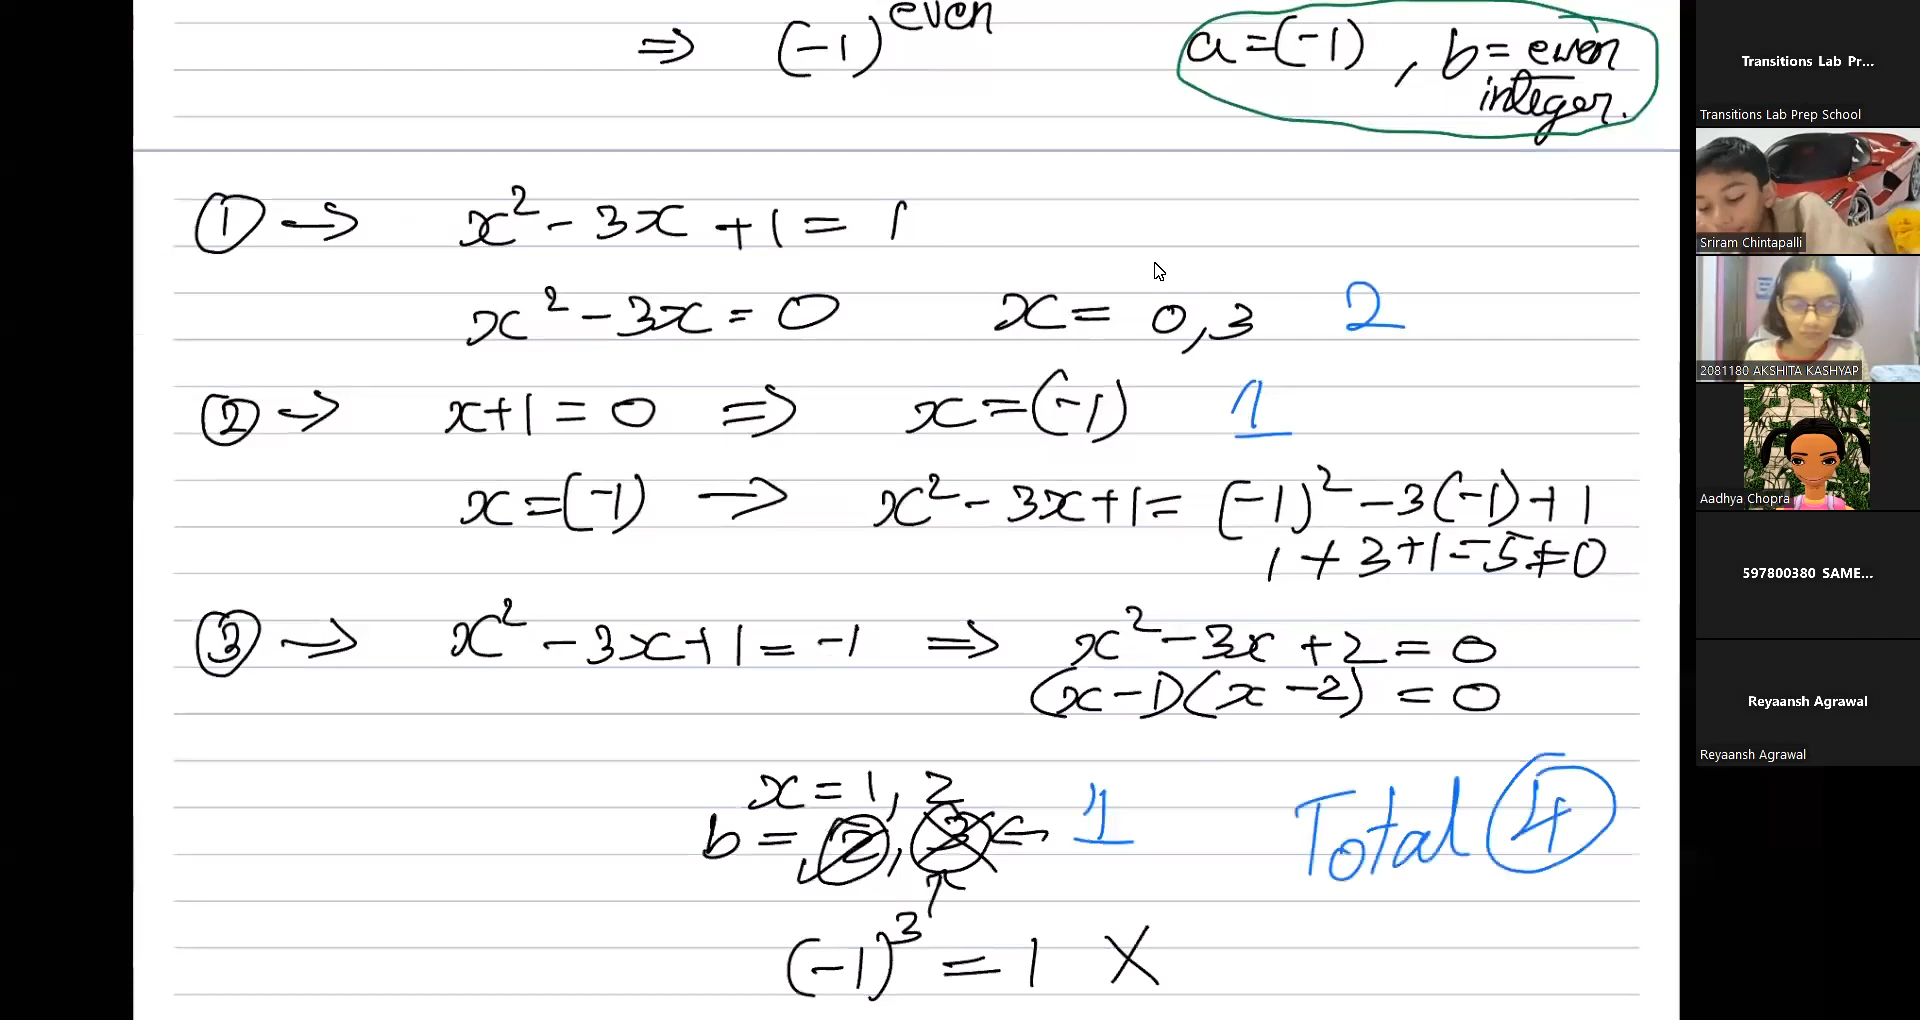 ⇒ (-1)^even a=(-1), b= even
integer.
① → x² - 3x + 1 = 1
x² - 3x = 0 x = 0,3 2
② → x+1 = 0 ⇒ x=(-1) 1
x=(-1) → x² - 3x+1= (-1)² - 3(-1)+1
1+3+1=5≠0
③ → x² - 3x+1 = -1 ⇒ x² - 3x + 2 = 0
(x-1)(x-2) = 0
x = 1, 2
b = 2, 3 ← 1 Total 4
(-1)³ = 1 X
Transitions Lab Pr...
Transitions Lab Prep School
Sriram Chintapalli
2081180 AKSHITA KASHYAP
Aadhya Chopra
597800380 SAME...
Reyaansh Agrawal
Reyaansh Agrawal